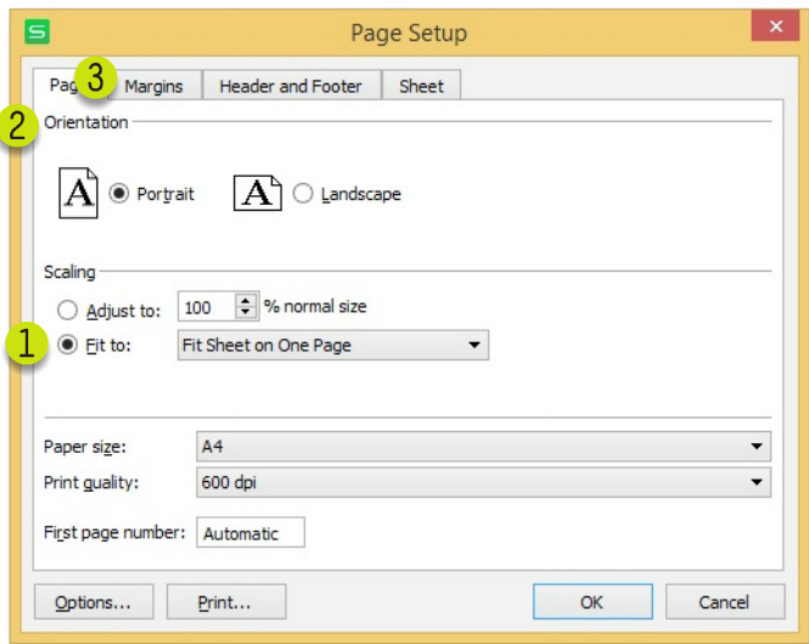 S Page Setup x
Pag 3 Margins Header and Footer Sheet
2 Orientation
A Portrait A Landscape
Scaling
Adjust to: 100 % normal size
1 Fit to: Fit Sheet on One Page
Paper size: A4
Print quality: 600 dpi
First page number: Automatic
Options... Print... OK Cancel